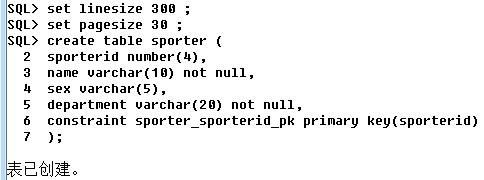 SQL> set linesize 300 ;
SQL> set pagesize 30 ;
SQL> create table sporter (
2 sporterid number(4),
3 name varchar(10) not null,
4 sex varchar(5),
5 department varchar(20) not null,
6 constraint sporter_sporterid_pk primary key(sporterid)
7 );
表已创建。